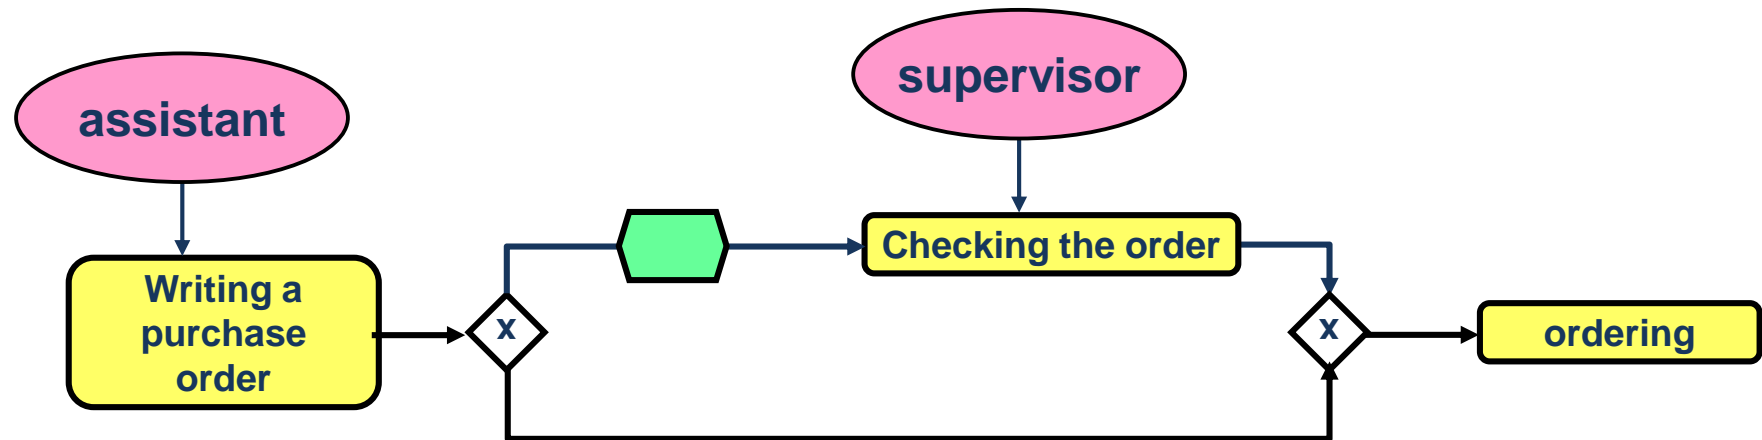 supervisor
assistant
Checking the order
Writing a
purchase
order
x
x
ordering